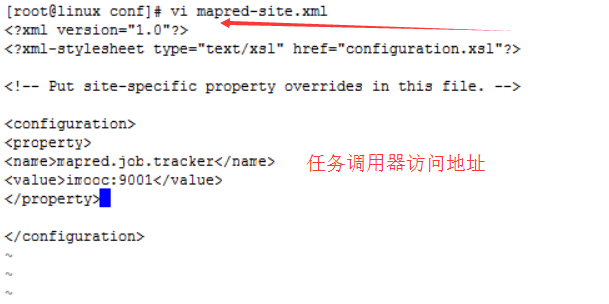 [root@linux conf]# vi mapred-site.xml
<?xml version="1.0"?>
<?xml-stylesheet type="text/xsl" href="configuration.xsl"?>
<!-- Put site-specific property overrides in this file. -->
<configuration>
<property>
<name>mapred.job.tracker</name> 任务调用器访问地址
<value>imooc:9001</value>
</property>
</configuration>
~
~
~